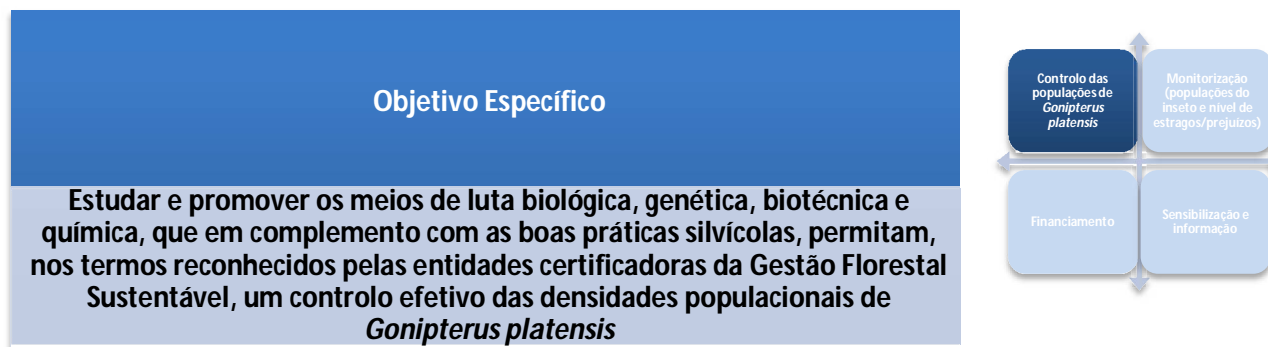 Objetivo Específico
Estudar e promover os meios de luta biológica, genética, biotécnica e
química, que em complemento com as boas práticas silvícolas, permitam,
nos termos reconhecidos pelas entidades certificadoras da Gestão Florestal
Sustentável, um controlo efetivo das densidades populacionais de
Gonipterus platensis
Controlo das
populações de
Gonipterus
platensis
Monitorização
(populações do
inseto e nível de
estragos/prejuízos)
Financiamento
Sensibilização e
informação